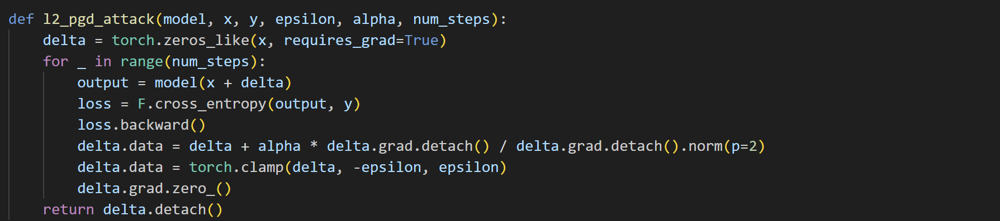 def l2_pgd_attack(model, x, y, epsilon, alpha, num_steps):
    delta = torch.zeros_like(x, requires_grad=True)
    for _ in range(num_steps):
        output = model(x + delta)
        loss = F.cross_entropy(output, y)
        loss.backward()
        delta.data = delta + alpha * delta.grad.detach() / delta.grad.detach().norm(p=2)
        delta.data = torch.clamp(delta, -epsilon, epsilon)
        delta.grad.zero_()
    return delta.detach()